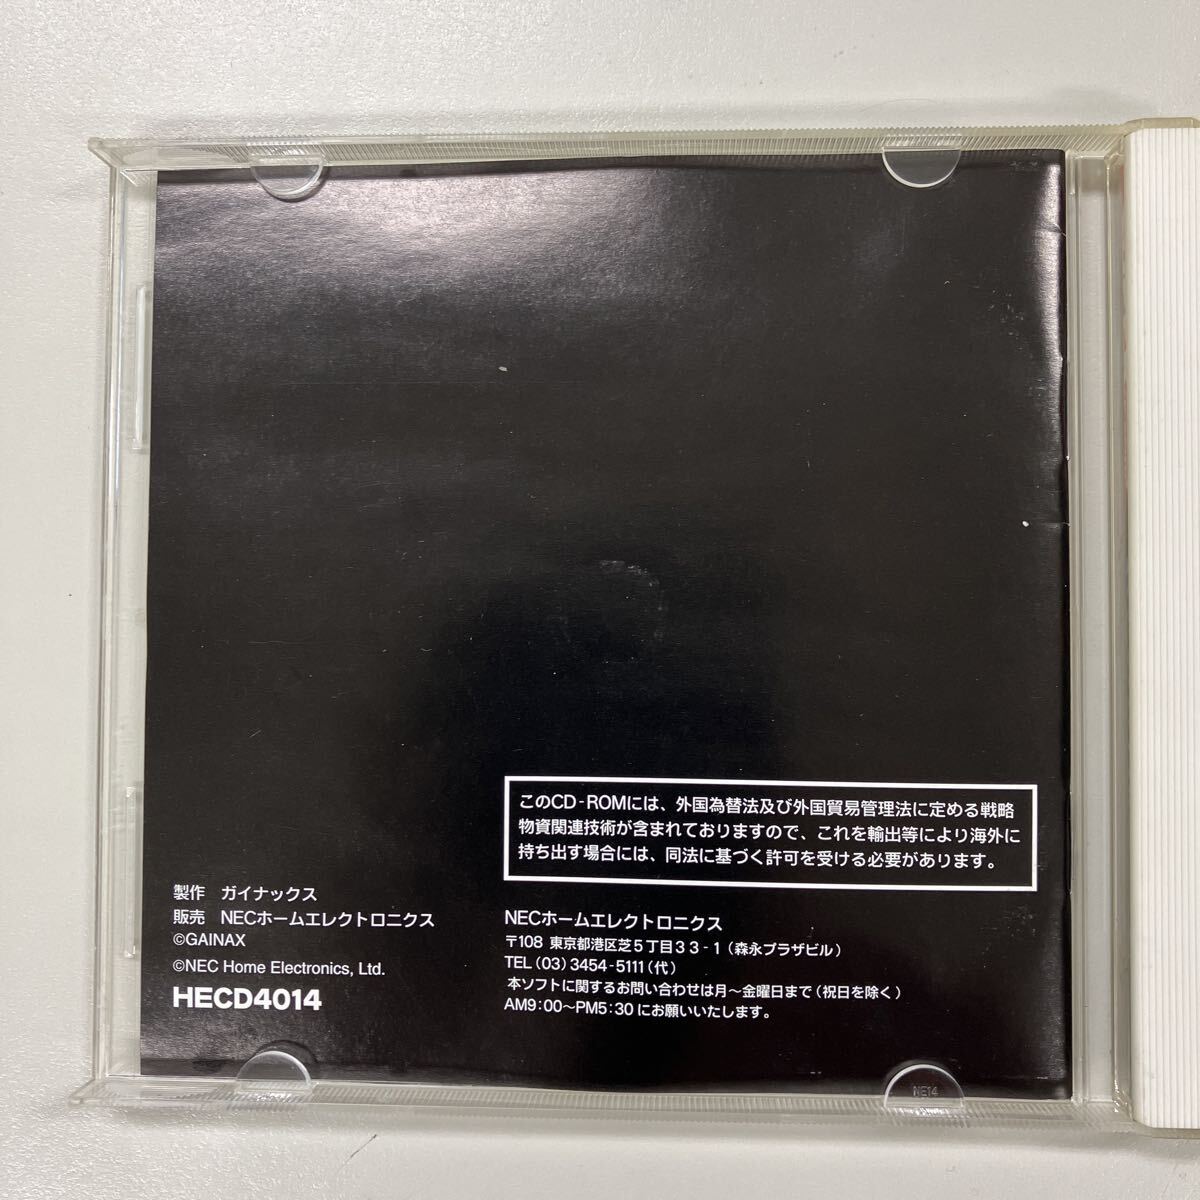 このCD-ROMには、外国為替法及び外国貿易管理法に定める戦略
物資関連技術が含まれておりますので、これを輸出等により海外に
持ち出す場合には、同法に基づく許可を受ける必要があります。
製作　ガイナックス
販売　NECホームエレクトロニクス
©GAINAX
©NEC Home Electronics, Ltd.
HECD4014
NECホームエレクトロニクス
〒108 東京都港区芝5丁目33-1（森永プラザビル）
TEL（03）3454-5111（代）
本ソフトに関するお問い合わせは月～金曜日まで（祝日を除く）
AM9:00～PM5:30 にお願いいたします。
NE14